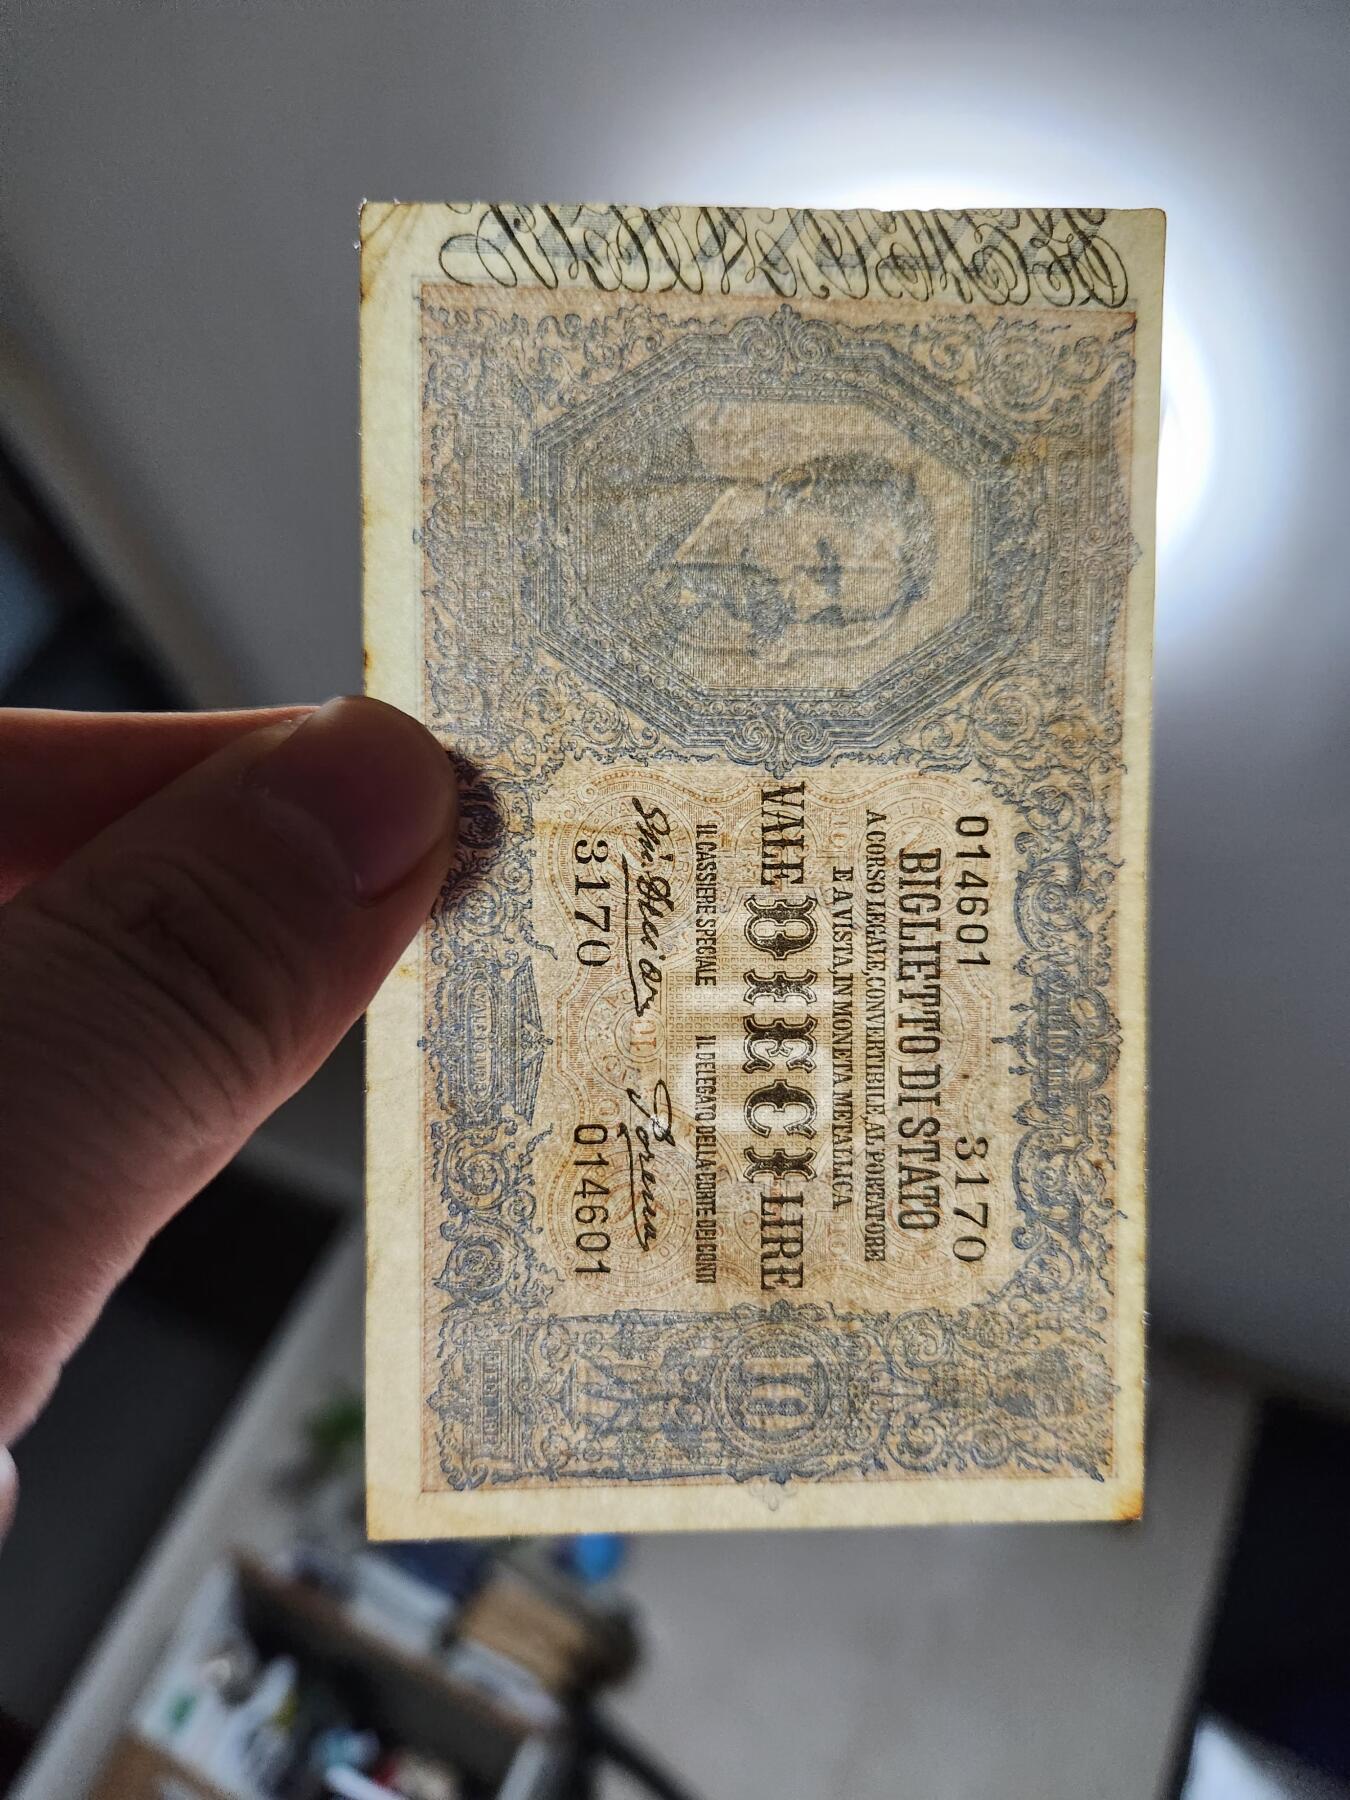 014601 3170
BIGLIETTO DI STATO
A CORSO LEGALE, CONVERTIBILE, AL PORTATORE
E A VISTA, IN MONETA METALLICA
VALE DIECI LIRE
IL CASSIERE SPECIALE IL DELEGATO DELLA CORTE DEI CONTI
3170 014601
10